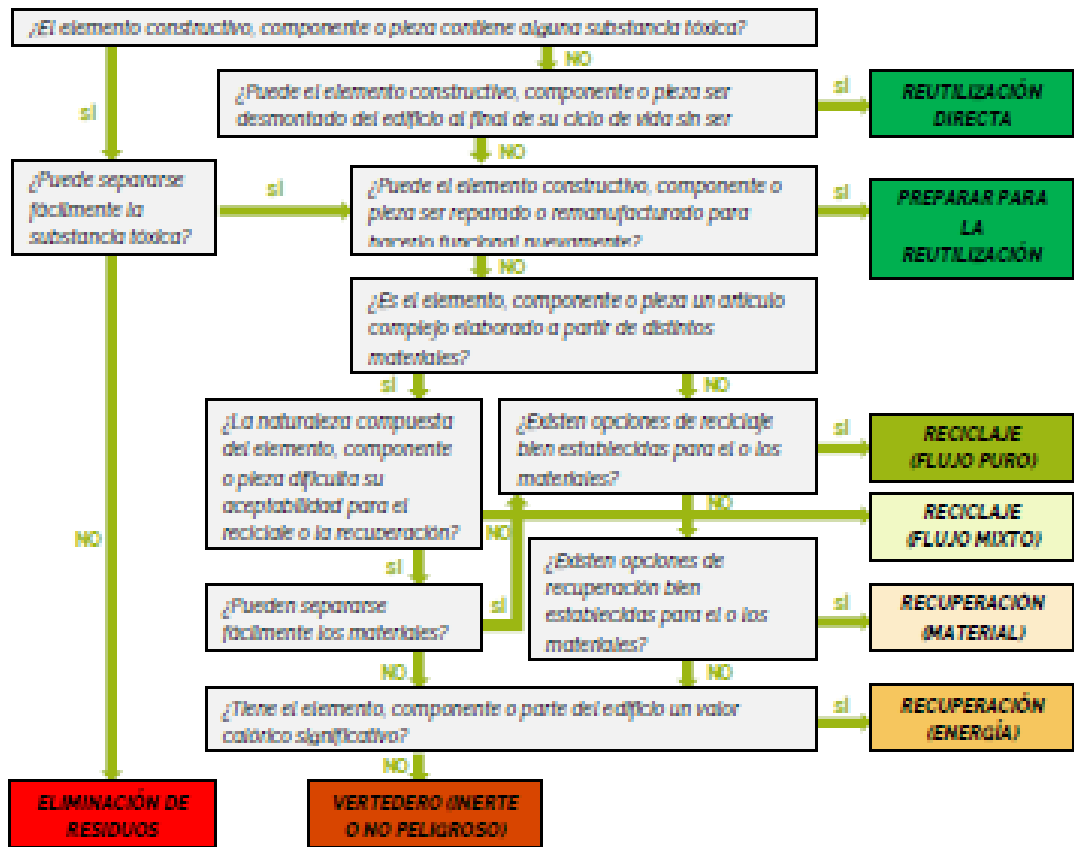 ¿El elemento constructivo, componente o pieza contiene alguna substancia tóxica?
NO
SÍ
¿Puede el elemento constructivo, componente o pieza ser
desmontado del edificio al final de su ciclo de vida sin ser
SÍ
REUTILIZACIÓN
DIRECTA
NO
¿Puede separarse
fácilmente la
substancia tóxica?
SÍ
¿Puede el elemento constructivo, componente o
pieza ser reparado o remanufacturado para
hacerlo funcional nuevamente?
SÍ
PREPARAR PARA
LA
REUTILIZACIÓN
NO
¿Es el elemento, componente o pieza un artículo
complejo elaborado a partir de distintos
materiales?
SÍ
NO
¿La naturaleza compuesta
del elemento, componente
o pieza dificulta su
aceptabilidad para el
reciclaje o la recuperación?
¿Existen opciones de reciclaje
bien establecidas para el o los
materiales?
SÍ
RECICLAJE
(FLUJO PURO)
NO
NO
RECICLAJE
(FLUJO MIXTO)
NO
SÍ
¿Existen opciones de
recuperación bien
establecidas para el o los
materiales?
SÍ
RECUPERACIÓN
(MATERIAL)
¿Pueden separarse
fácilmente los materiales?
SÍ
NO
NO
¿Tiene el elemento, componente o parte del edificio un valor
calórico significativo?
SÍ
RECUPERACIÓN
(ENERGÍA)
NO
ELIMINACIÓN DE
RESIDUOS
VERTEDERO (INERTE
O NO PELIGROSO)